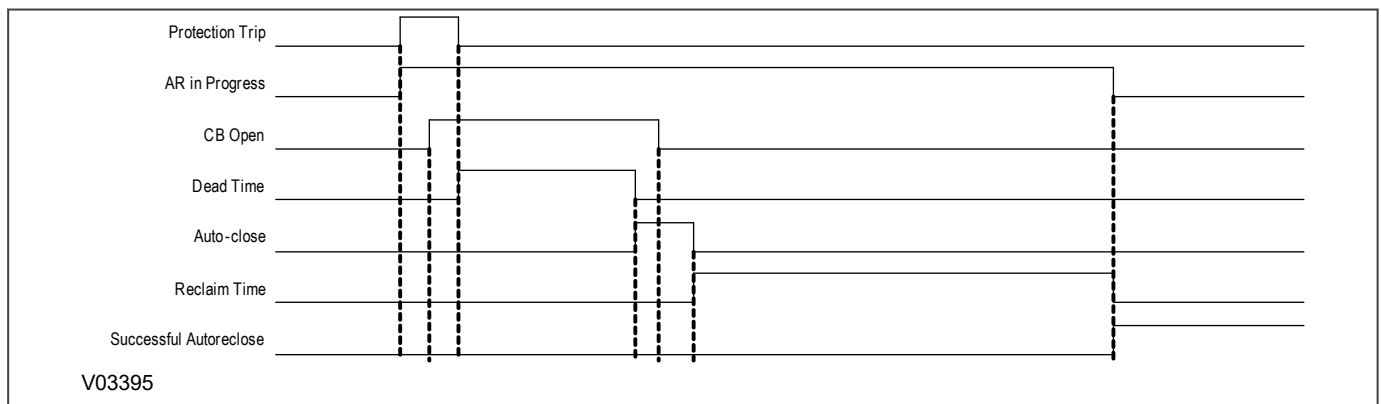 Protection Trip
AR in Progress
CB Open
Dead Time
Auto-close
Reclaim Time
Successful Autoreclose
V03395